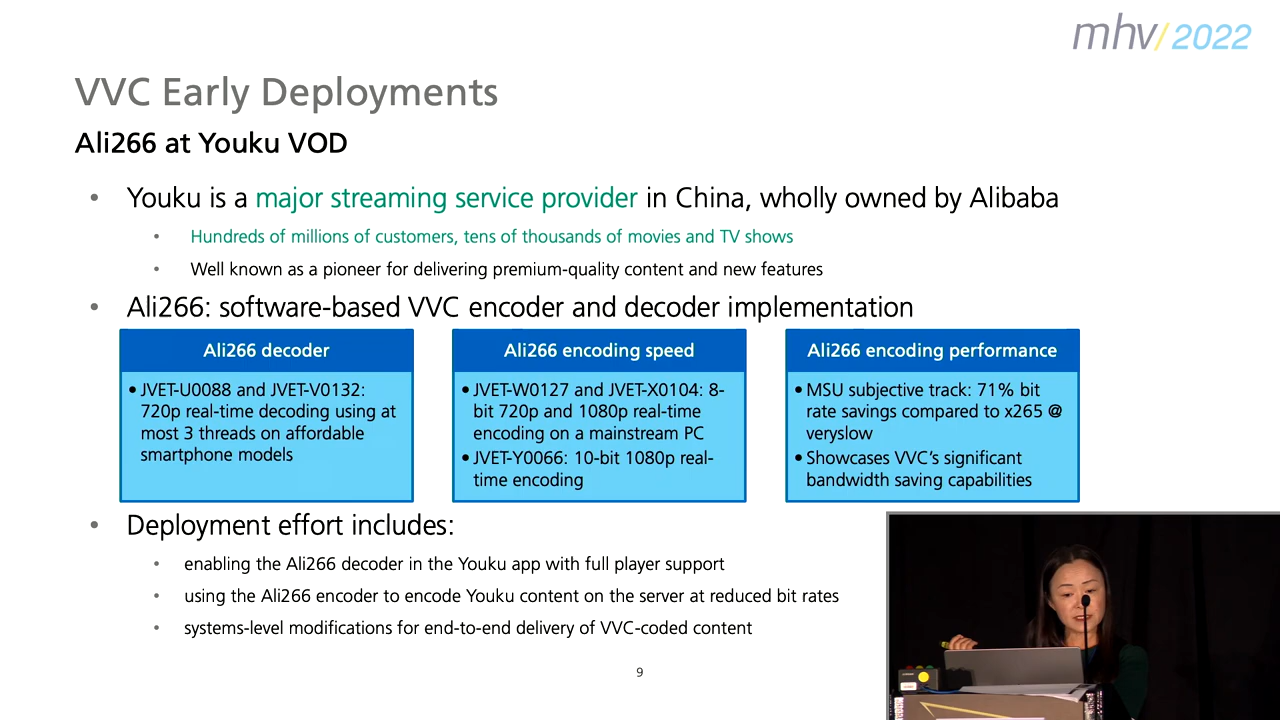 mhv/2022
VVC Early Deployments
Ali266 at Youku VOD
• Youku is a major streaming service provider in China, wholly owned by Alibaba
• Hundreds of millions of customers, tens of thousands of movies and TV shows
• Well known as a pioneer for delivering premium-quality content and new features
• Ali266: software-based VVC encoder and decoder implementation
Ali266 decoder
• JVET-U0088 and JVET-V0132:
720p real-time decoding using at
most 3 threads on affordable
smartphone models
Ali266 encoding speed
• JVET-W0127 and JVET-X0104: 8-
bit 720p and 1080p real-time
encoding on a mainstream PC
• JVET-Y0066: 10-bit 1080p real-
time encoding
Ali266 encoding performance
• MSU subjective track: 71% bit
rate savings compared to x265 @
veryslow
• Showcases VVC's significant
bandwidth saving capabilities
• Deployment effort includes:
• enabling the Ali266 decoder in the Youku app with full player support
• using the Ali266 encoder to encode Youku content on the server at reduced bit rates
• systems-level modifications for end-to-end delivery of VVC-coded content
9